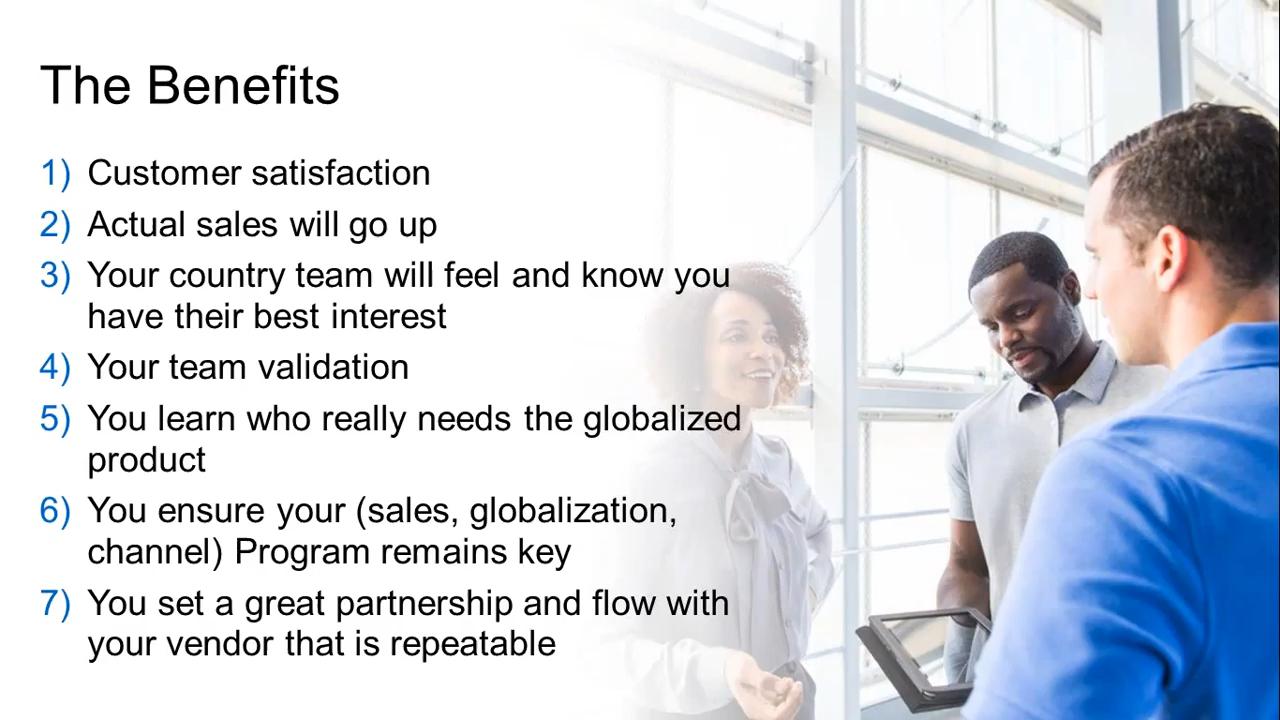 The Benefits
1) Customer satisfaction
2) Actual sales will go up
3) Your country team will feel and know you
have their best interest
4) Your team validation
5) You learn who really needs the globalized
product
6) You ensure your (sales, globalization,
channel) Program remains key
7) You set a great partnership and flow with
your vendor that is repeatable